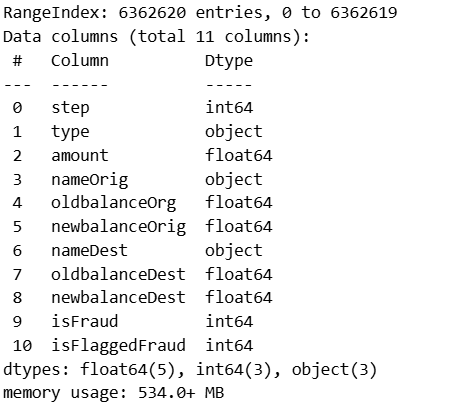 RangeIndex: 6362620 entries, 0 to 6362619
Data columns (total 11 columns):
 #   Column          Dtype
---  ------          -----
 0   step            int64
 1   type            object
 2   amount          float64
 3   nameOrig        object
 4   oldbalanceOrg   float64
 5   newbalanceOrig  float64
 6   nameDest        object
 7   oldbalanceDest  float64
 8   newbalanceDest  float64
 9   isFraud         int64
 10  isFlaggedFraud  int64
dtypes: float64(5), int64(3), object(3)
memory usage: 534.0+ MB